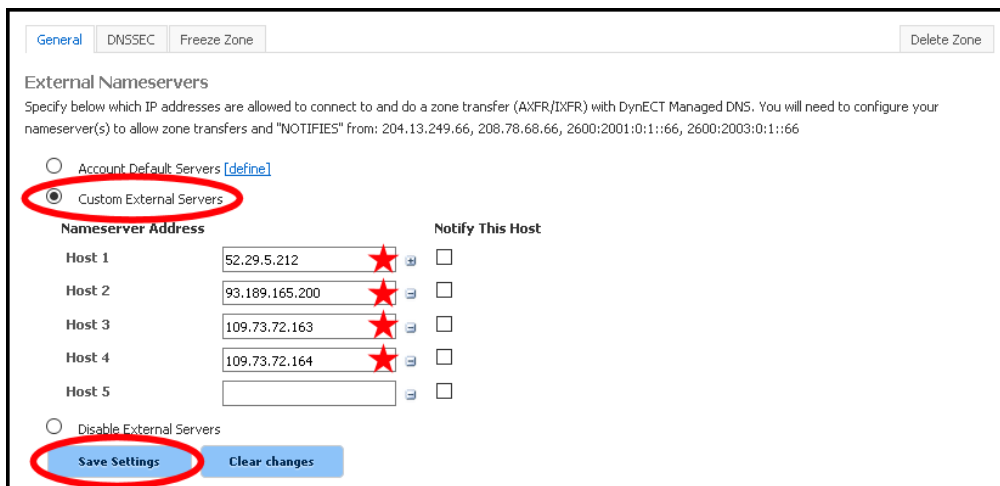 General DNSSEC Freeze Zone Delete Zone
External Nameservers
Specify below which IP addresses are allowed to connect to and do a zone transfer (AXFR/IXFR) with DynECT Managed DNS. You will need to configure your
nameserver(s) to allow zone transfers and "NOTIFIES" from: 204.13.249.66, 208.78.68.66, 2600:2001:0:1::66, 2600:2003:0:1::66
Account Default Servers [define]
Custom External Servers
Nameserver Address Notify This Host
Host 1 52.29.5.212
Host 2 93.189.165.200
Host 3 109.73.72.163
Host 4 109.73.72.164
Host 5
Disable External Servers
Save Settings Clear changes